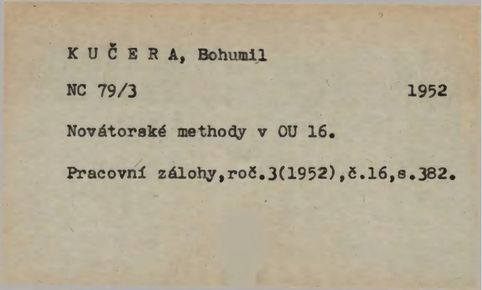 K U Č E R A, Bohumil
NC 79/3 1952
Novátorské methody v OU 16.
Pracovní zálohy,roč.3(1952),č.16,s.382.